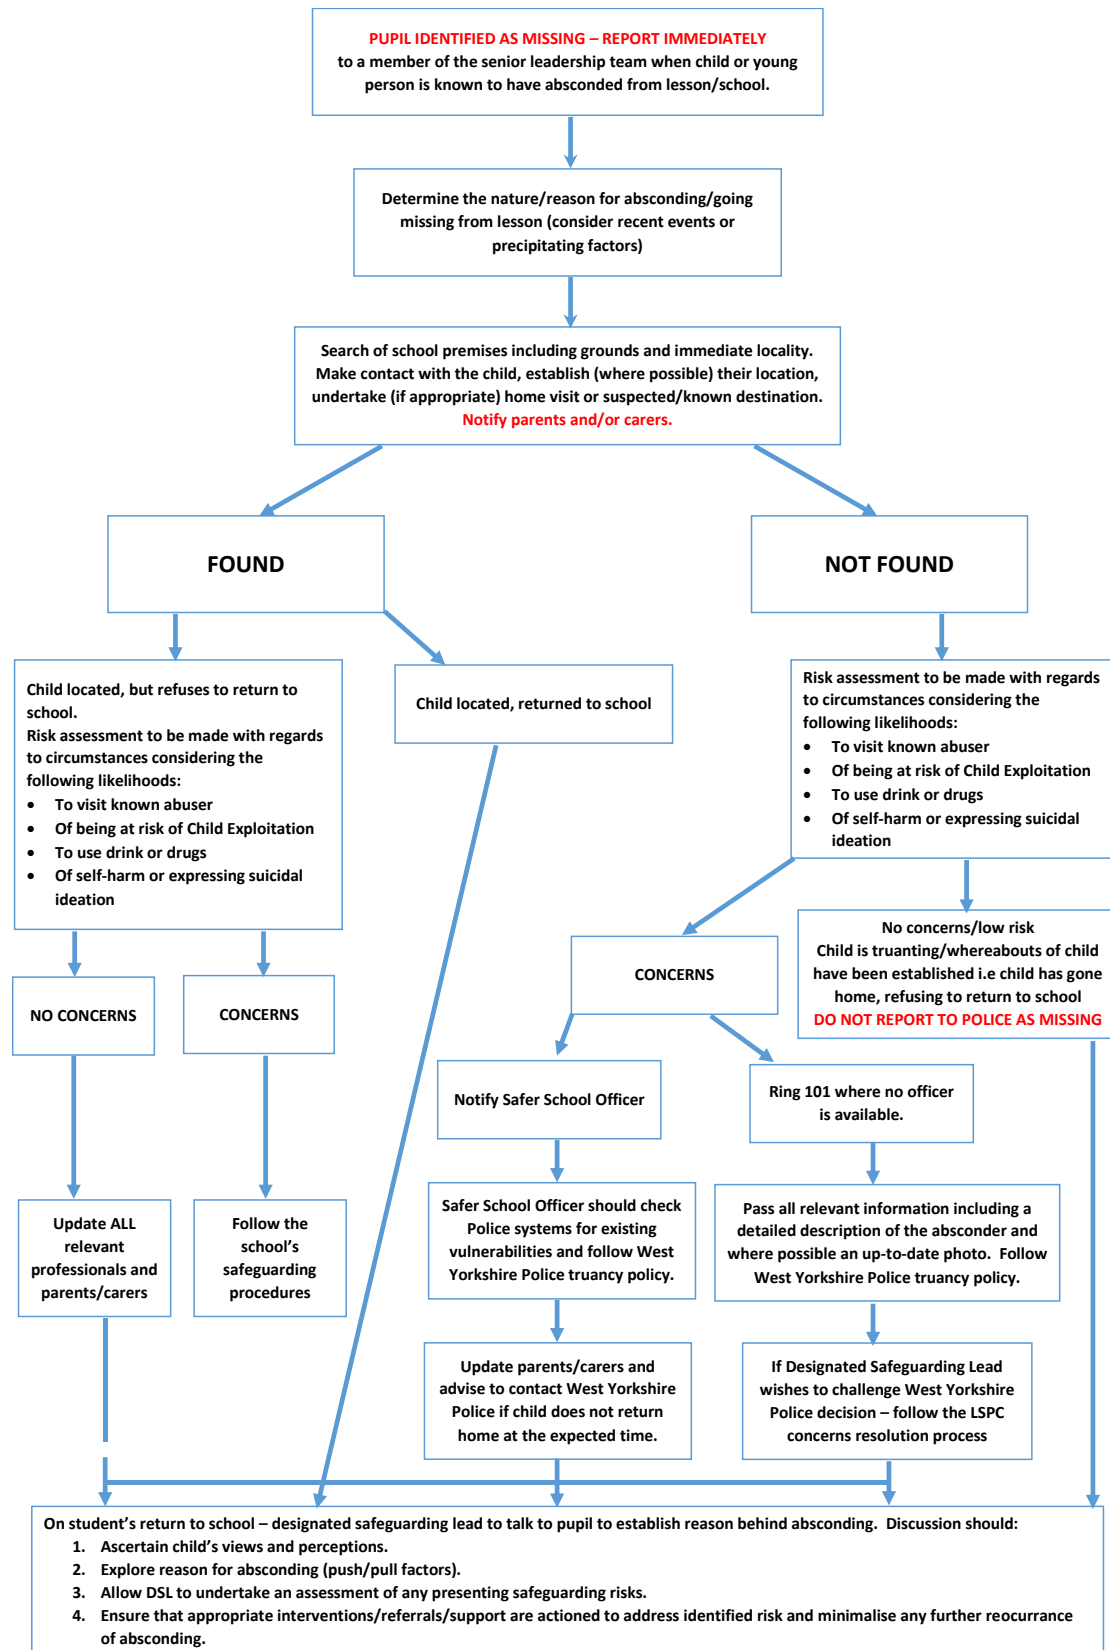 PUPIL IDENTIFIED AS MISSING – REPORT IMMEDIATELY
to a member of the senior leadership team when child or young
person is known to have absconded from lesson/school.
Determine the nature/reason for absconding/going
missing from lesson (consider recent events or
precipitating factors)
Search of school premises including grounds and immediate locality.
Make contact with the child, establish (where possible) their location,
undertake (if appropriate) home visit or suspected/known destination.
Notify parents and/or carers.
FOUND
NOT FOUND
Child located, but refuses to return to
school.
Risk assessment to be made with regards
to circumstances considering the
following likelihoods:
• To visit known abuser
• Of being at risk of Child Exploitation
• To use drink or drugs
• Of self-harm or expressing suicidal
ideation
Child located, returned to school
Risk assessment to be made with regards
to circumstances considering the
following likelihoods:
• To visit known abuser
• Of being at risk of Child Exploitation
• To use drink or drugs
• Of self-harm or expressing suicidal
ideation
NO CONCERNS
CONCERNS
CONCERNS
No concerns/low risk
Child is truanting/whereabouts of child
have been established i.e child has gone
home, refusing to return to school
DO NOT REPORT TO POLICE AS MISSING
Notify Safer School Officer
Ring 101 where no officer
is available.
Update ALL
relevant
professionals and
parents/carers
Follow the
school's
safeguarding
procedures
Safer School Officer should check
Police systems for existing
vulnerabilities and follow West
Yorkshire Police truancy policy.
Pass all relevant information including a
detailed description of the absconder and
where possible an up-to-date photo.  Follow
West Yorkshire Police truancy policy.
Update parents/carers and
advise to contact West Yorkshire
Police if child does not return
home at the expected time.
If Designated Safeguarding Lead
wishes to challenge West Yorkshire
Police decision – follow the LSPC
concerns resolution process
On student's return to school – designated safeguarding lead to talk to pupil to establish reason behind absconding.  Discussion should:
1. Ascertain child's views and perceptions.
2. Explore reason for absconding (push/pull factors).
3. Allow DSL to undertake an assessment of any presenting safeguarding risks.
4. Ensure that appropriate interventions/referrals/support are actioned to address identified risk and minimalise any further reocurrance
of absconding.